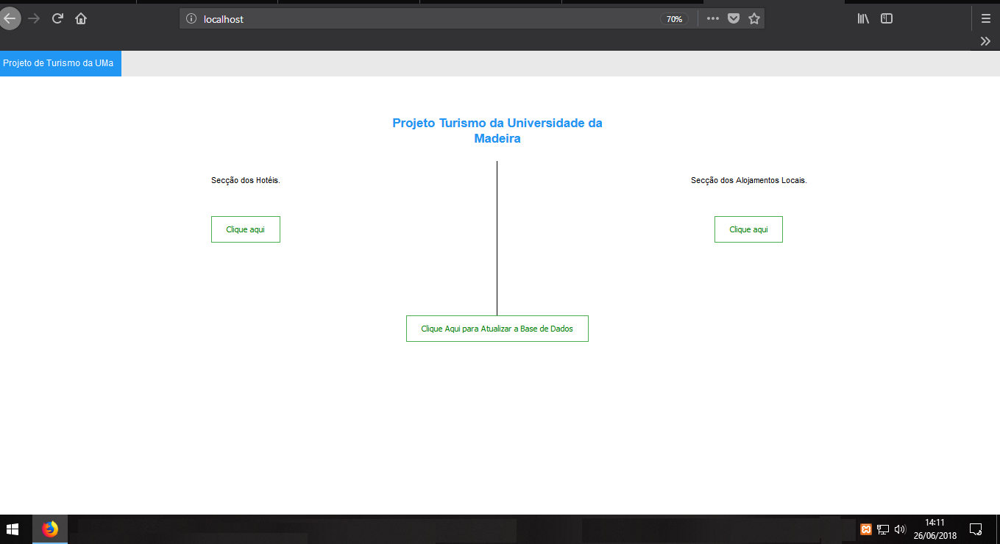 localhost
70%
Projeto de Turismo da UMa
Projeto Turismo da Universidade da
Madeira
Secção dos Hotéis.
Secção dos Alojamentos Locais.
Clique aqui
Clique aqui
Clique Aqui para Atualizar a Base de Dados
14:11
26/06/2018